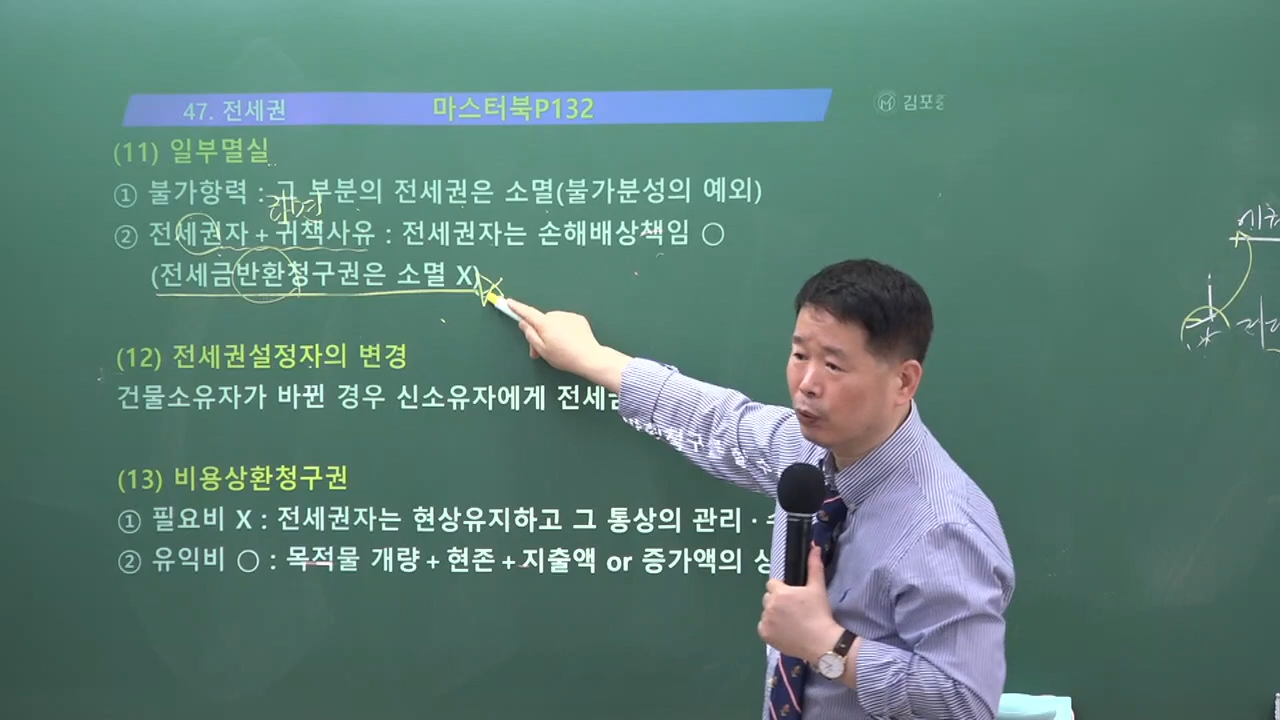 47. 전세권 마스터북P132
김포
(11) 일부멸실
① 불가항력 : 그 부분의 전세권은 소멸(불가분성의 예외)
② 전세권자 + 귀책사유 : 전세권자는 손해배상책임 ○
(전세금반환청구권은 소멸 X)
(12) 전세권설정자의 변경
건물소유자가 바뀐 경우 신소유자에게 전세금
(13) 비용상환청구권
① 필요비 X : 전세권자는 현상유지하고 그 통상의 관리 ·
② 유익비 ○ : 목적물 개량 + 현존 + 지출액 or 증가액의